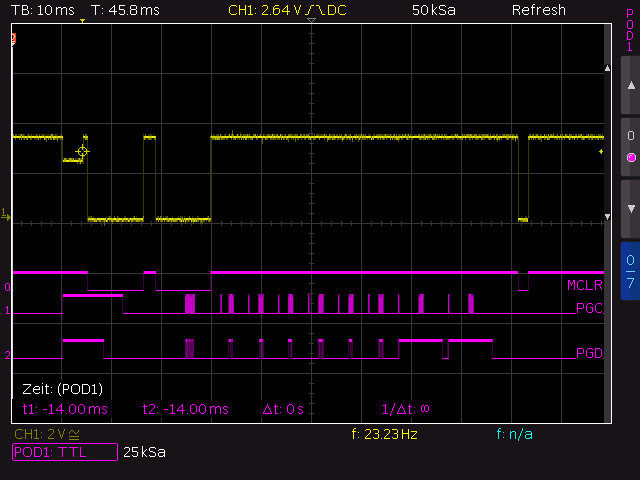 TB: 10 ms T: 45.8 ms CH1: 2.64 V DC 50 kSa Refresh
POD1
0
1
0
MCLR
1
PGC
2
PGD
0
7
Zeit: (POD1)
t1: -14.00 ms t2: -14.00 ms Δt: 0 s 1/Δt: ∞
CH1: 2 V ≅ f: 23.23 Hz f: n/a
POD1: TTL 25 kSa